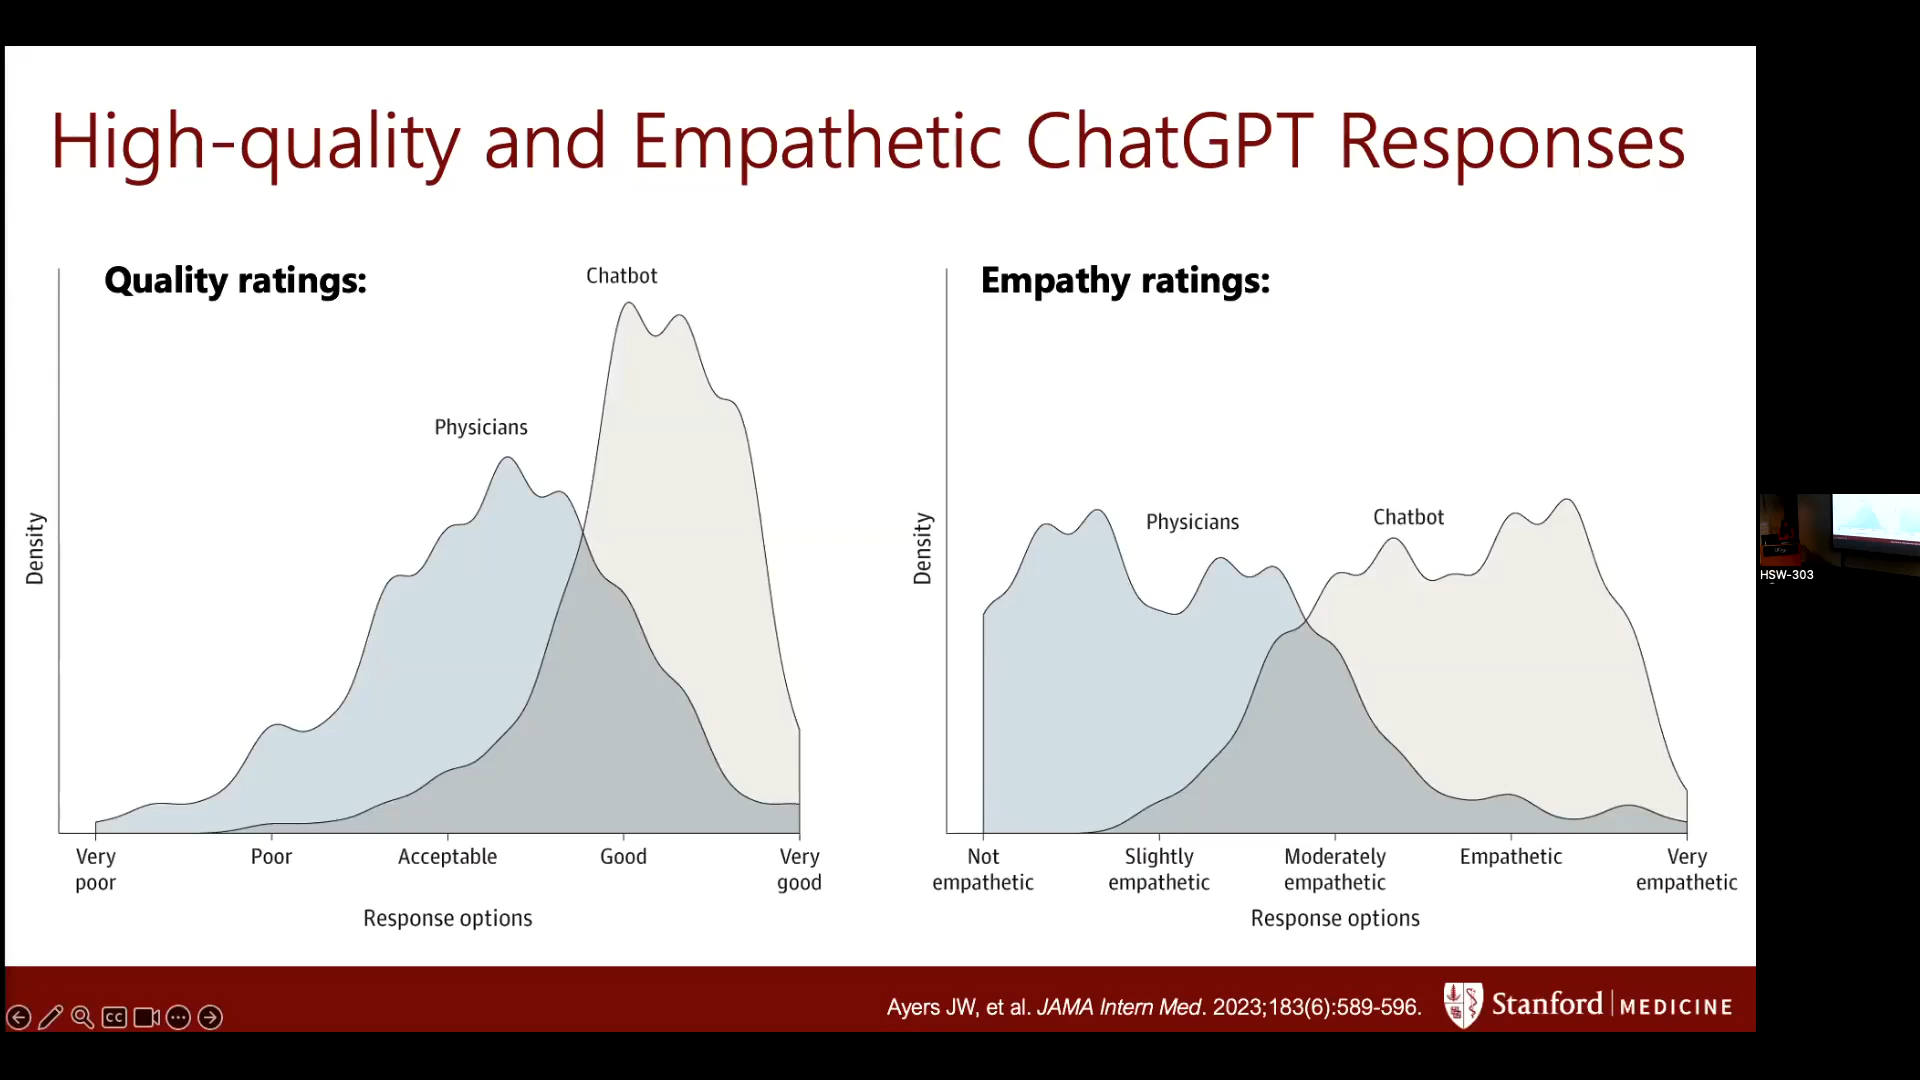 High-quality and Empathetic ChatGPT Responses
Quality ratings:
Chatbot
Physicians
Density
Very poor
Poor
Acceptable
Good
Very good
Response options
Empathy ratings:
Physicians
Chatbot
Density
Not empathetic
Slightly empathetic
Moderately empathetic
Empathetic
Very empathetic
Response options
HSW-303
CC
Ayers JW, et al. JAMA Intern Med. 2023;183(6):589-596.
Stanford MEDICINE